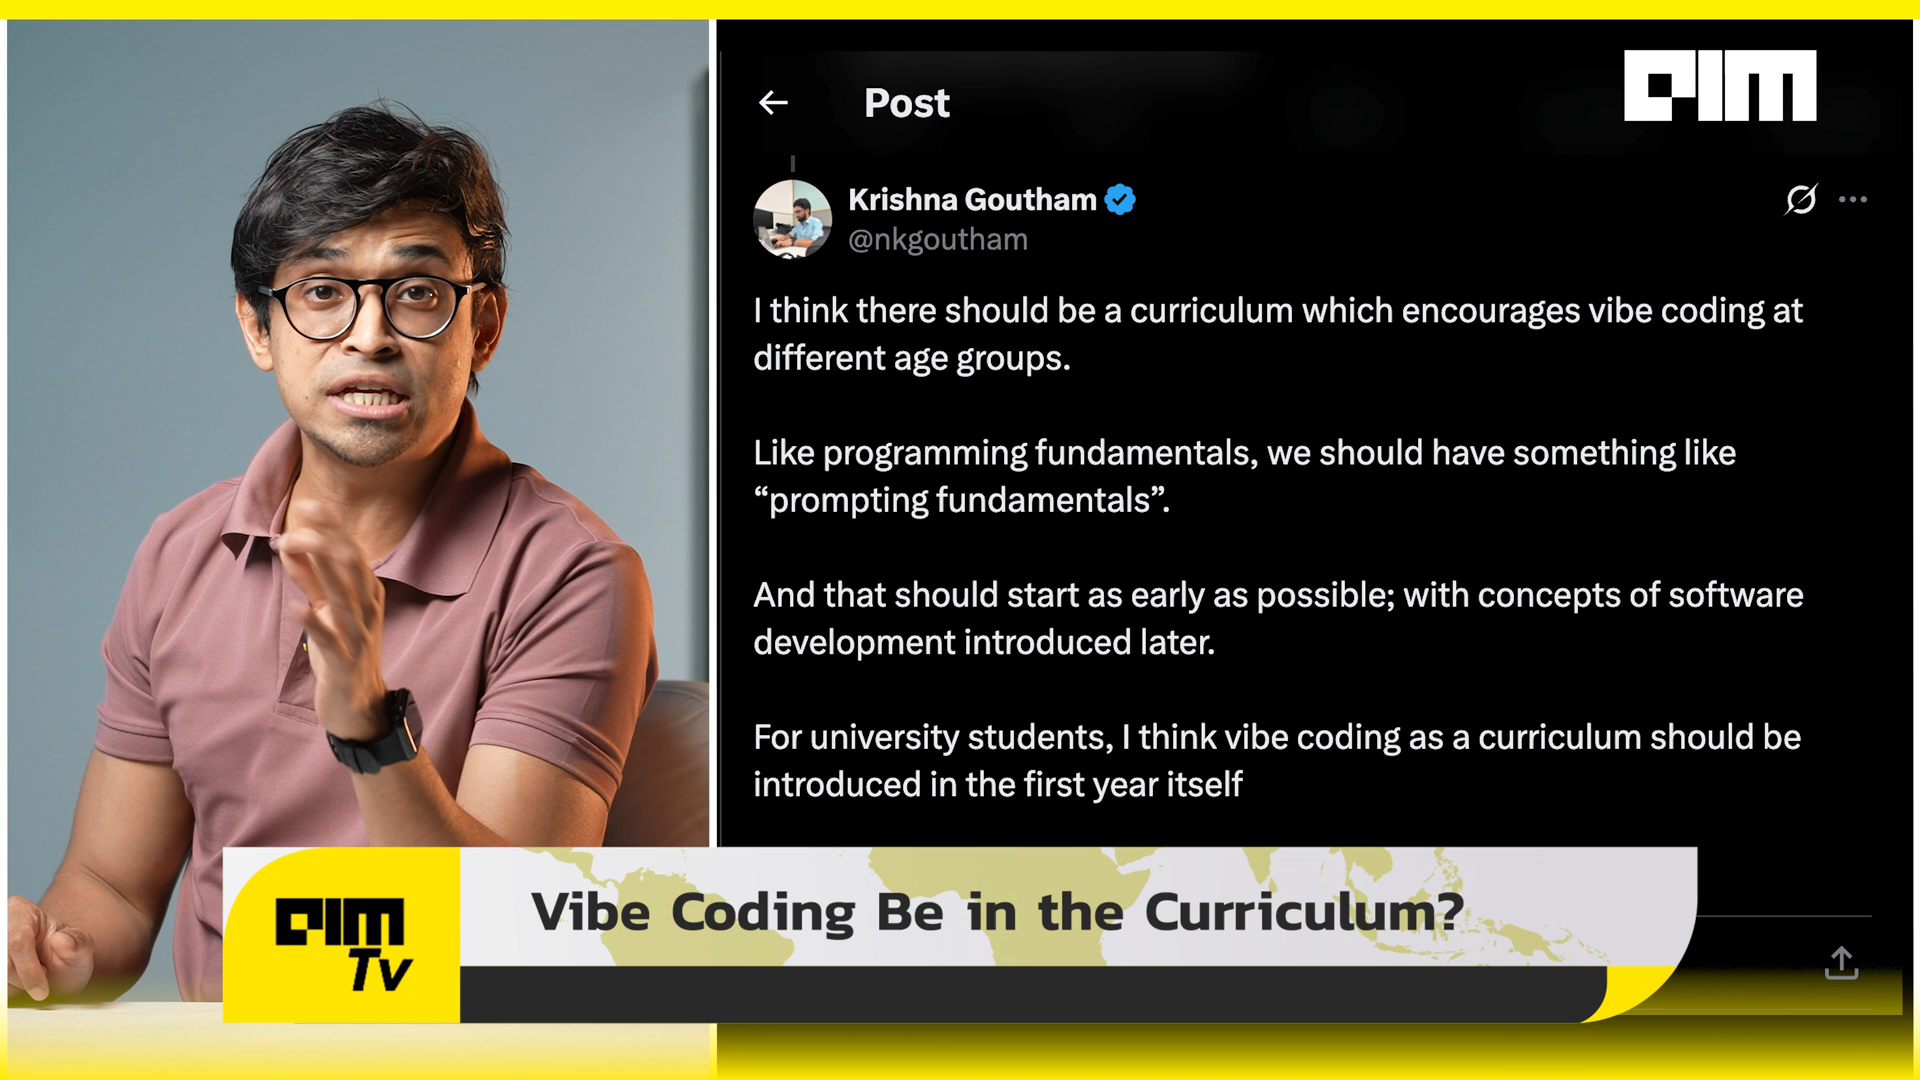 Post
AIM
Krishna Goutham
@nkgoutham
I think there should be a curriculum which encourages vibe coding at
different age groups.
Like programming fundamentals, we should have something like
“prompting fundamentals”.
And that should start as early as possible; with concepts of software
development introduced later.
For university students, I think vibe coding as a curriculum should be
introduced in the first year itself
AIM
TV
Vibe Coding Be in the Curriculum?